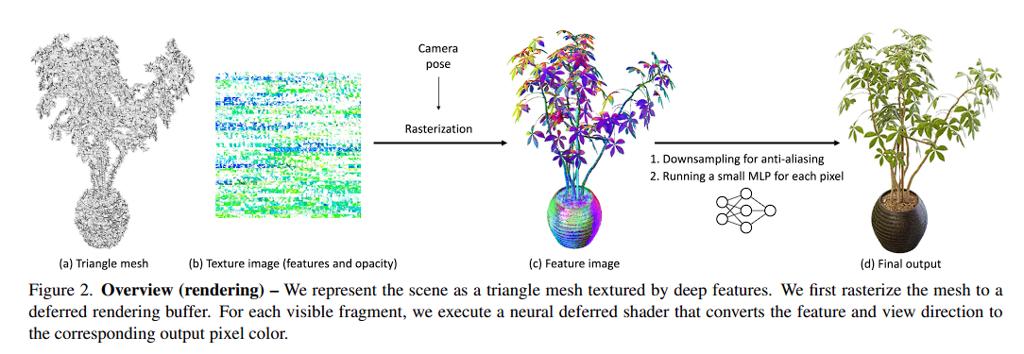 Camera
pose
Rasterization
1. Downsampling for anti-aliasing
2. Running a small MLP for each pixel
(a) Triangle mesh
(b) Texture image (features and opacity)
(c) Feature image
(d) Final output
Figure 2. Overview (rendering) – We represent the scene as a triangle mesh textured by deep features. We first rasterize the mesh to a
deferred rendering buffer. For each visible fragment, we execute a neural deferred shader that converts the feature and view direction to
the corresponding output pixel color.